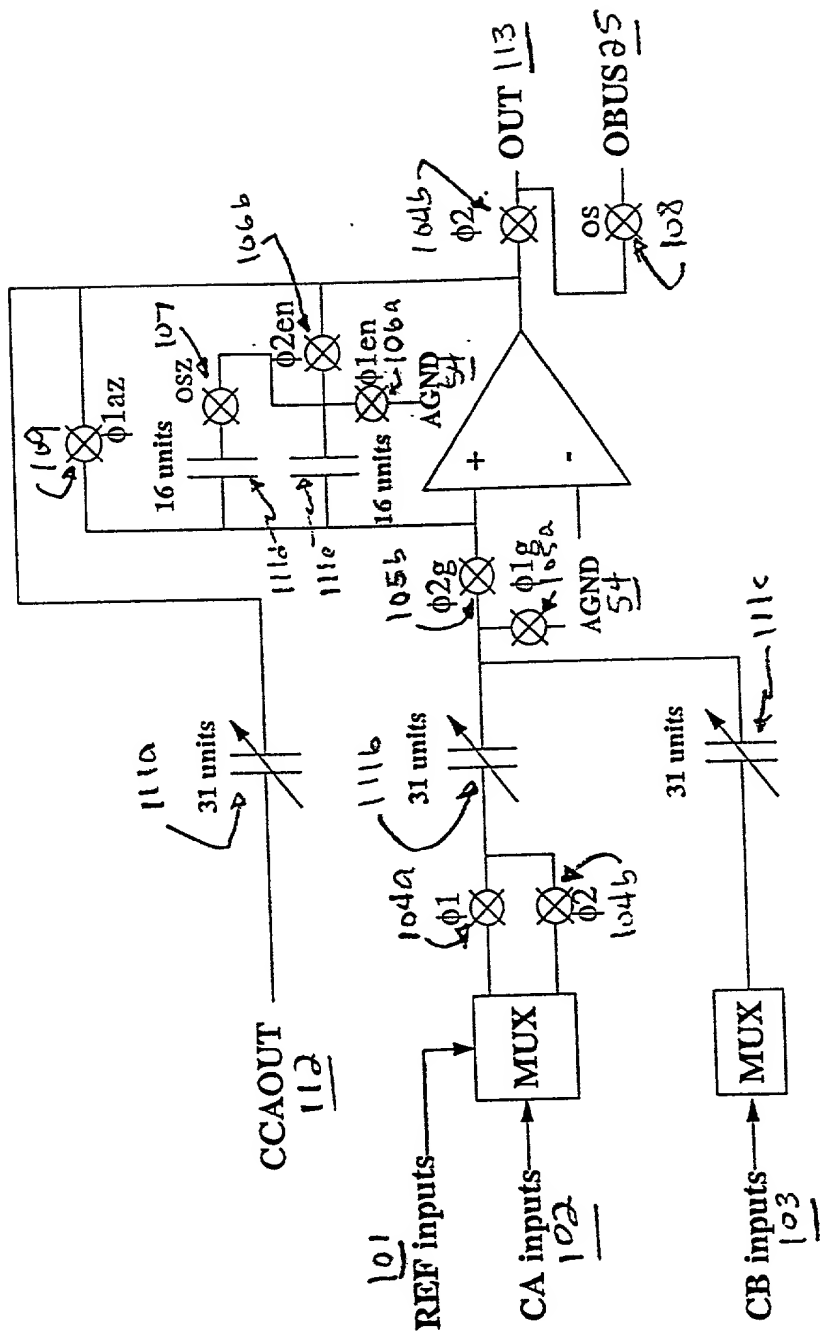 109
ϕ1az
111a
31 units
osz
107
16 units
ϕ2en
106b
111d
111e
16 units
ϕ1en
106a
AGND
54
CCAOUT
112
104b
ϕ2
OUT 113
os
OBUS 25
108
+
-
105b
ϕ2g
ϕ1g
105a
AGND
54
101
REF inputs
104a
ϕ1
111b
31 units
MUX
ϕ2
104b
CA inputs
102
31 units
111c
MUX
CB inputs
103